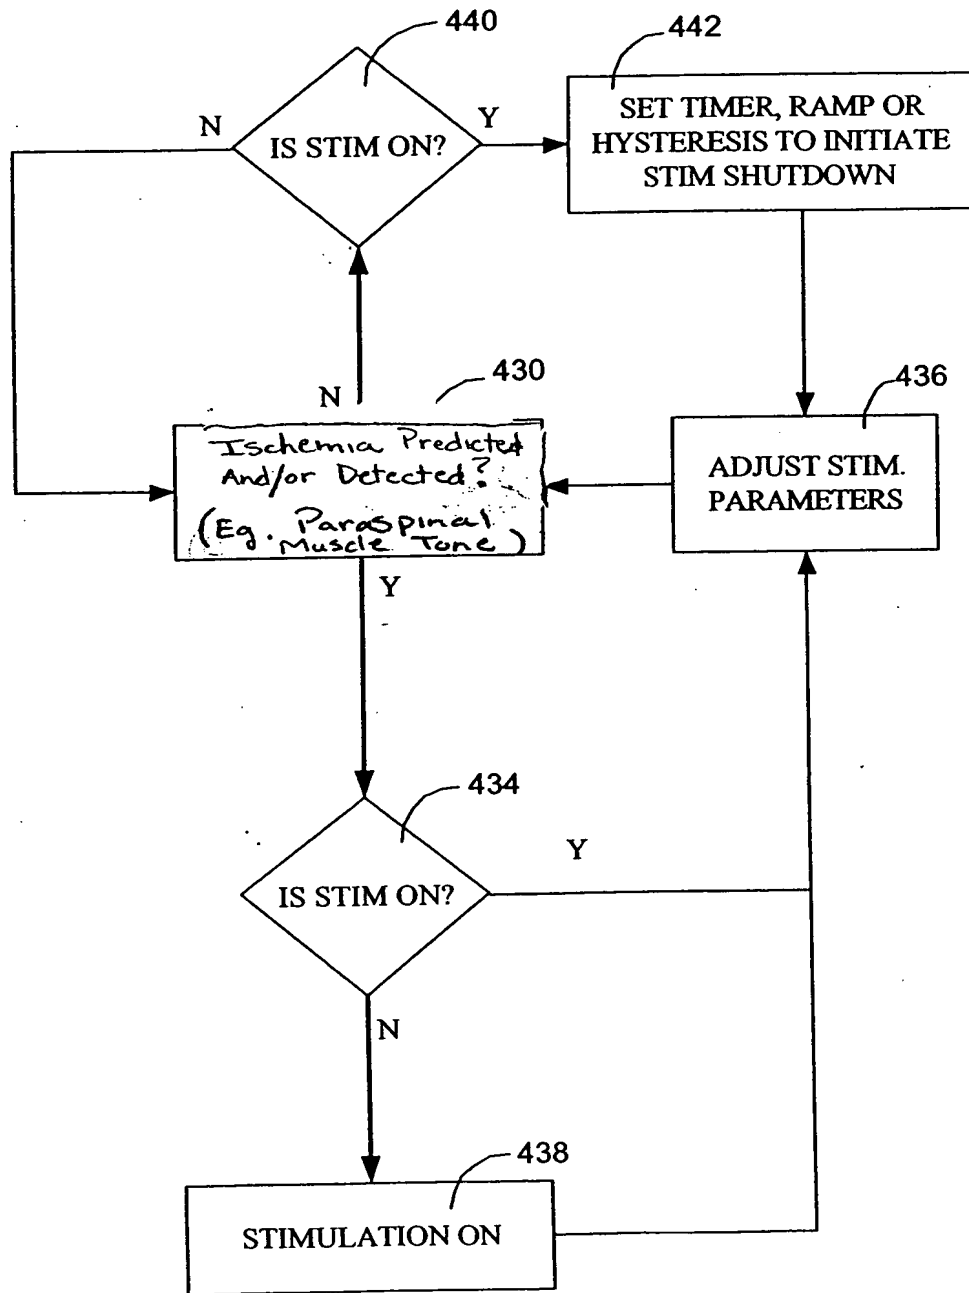 440
442
N
IS STIM ON?
Y
SET TIMER, RAMP OR
HYSTERESIS TO INITIATE
STIM SHUTDOWN
N
430
436
Ischemia Predicted
And/or Detected?
(Eg. Paraspinal
Muscle Tone)
ADJUST STIM.
PARAMETERS
Y
434
IS STIM ON?
Y
N
438
STIMULATION ON